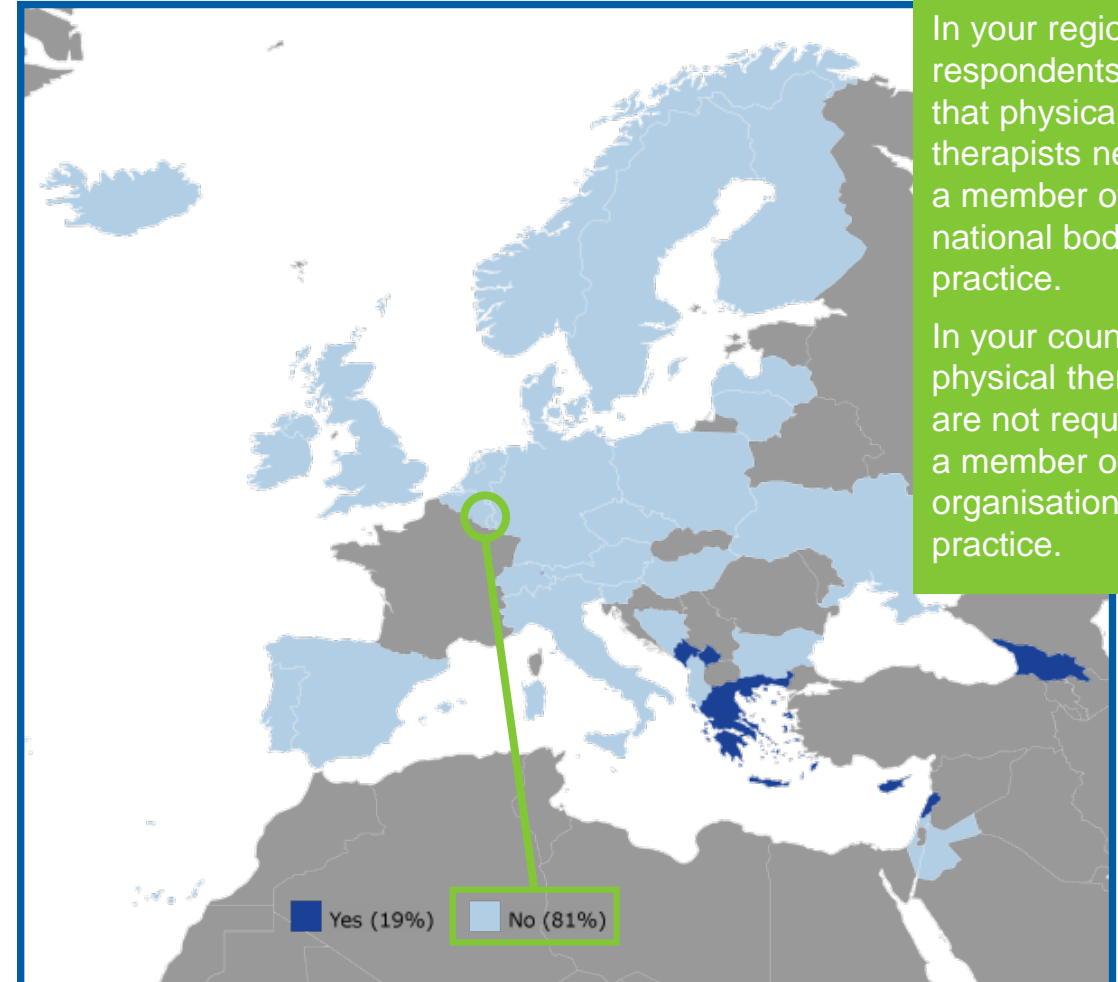 In your regio
respondents
that physica
therapists ne
a member o
national bod
practice.
In your coun
physical ther
are not requ
a member o
organisation
practice.
Yes (19%)
No (81%)